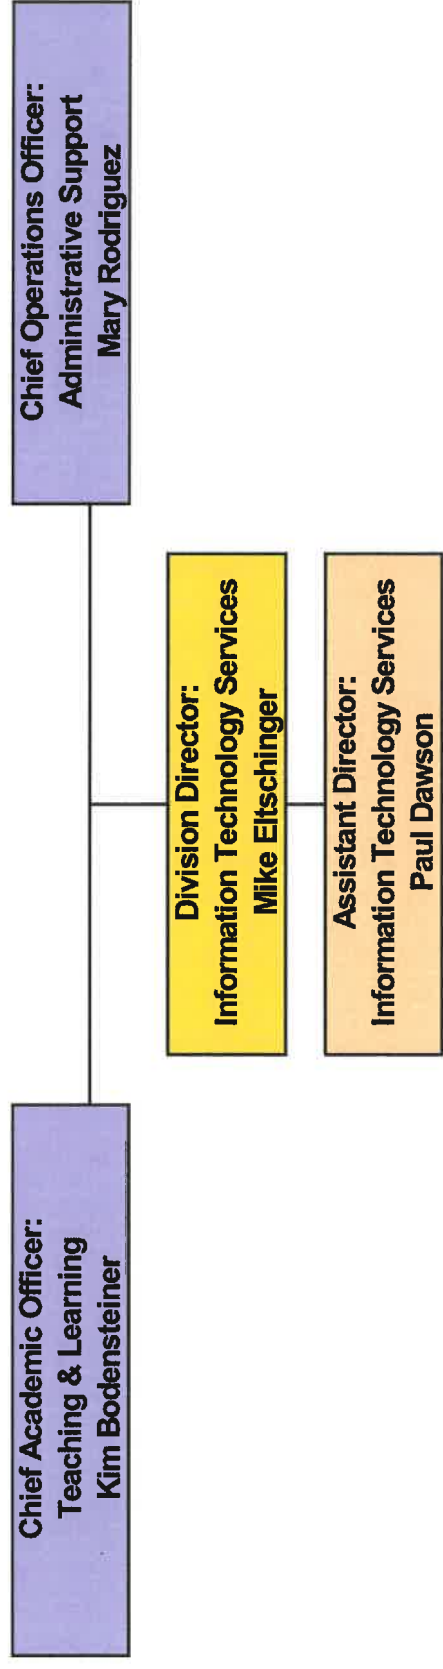 Chief Academic Officer:
Teaching & Learning
Kim Bodensteiner
Chief Operations Officer:
Administrative Support
Mary Rodriguez
Division Director:
Information Technology Services
Mike Eltschinger
Assistant Director:
Information Technology Services
Paul Dawson